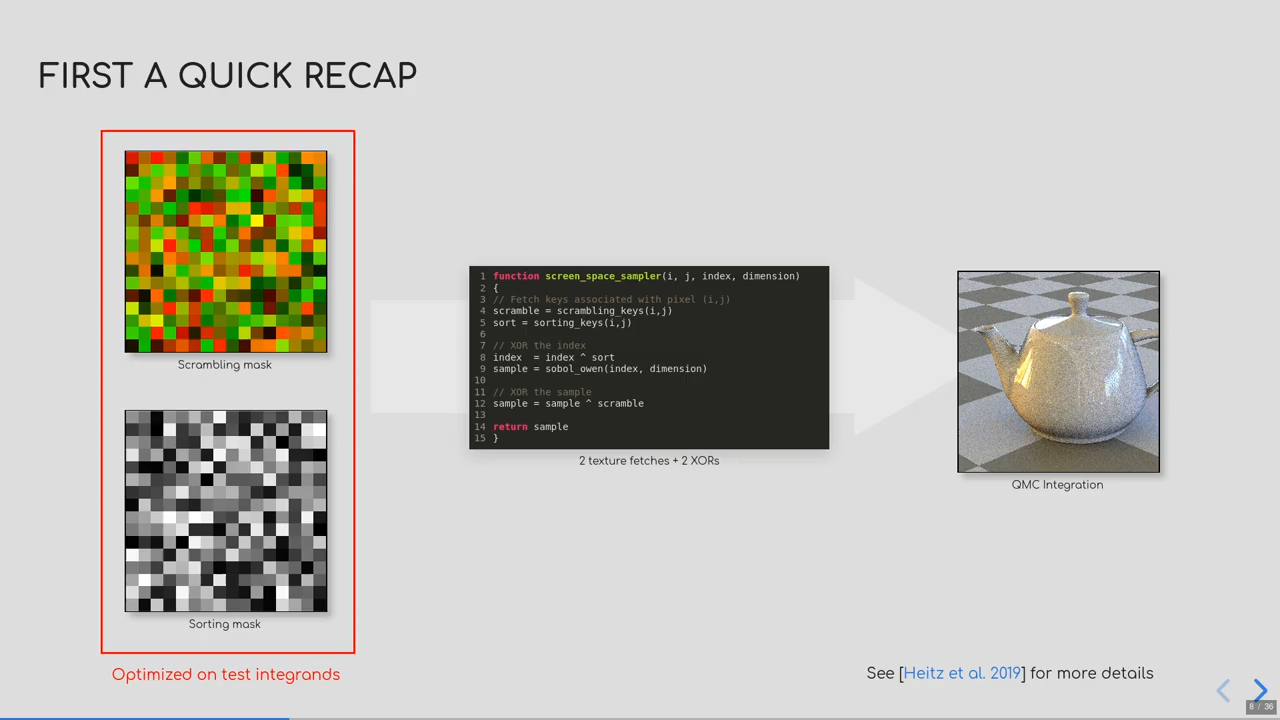 FIRST A QUICK RECAP
Scrambling mask
Sorting mask
Optimized on test integrands
1 function screen_space_sampler(i, j, index, dimension)
2 {
3 // Fetch keys associated with pixel (i,j)
4 scramble = scrambling_keys(i,j)
5 sort = sorting_keys(i,j)
6
7 // XOR the index
8 index  = index ^ sort
9 sample = sobol_owen(index, dimension)
10
11 // XOR the sample
12 sample = sample ^ scramble
13
14 return sample
15 }
2 texture fetches + 2 XORs
QMC Integration
See [Heitz et al. 2019] for more details
8 / 36